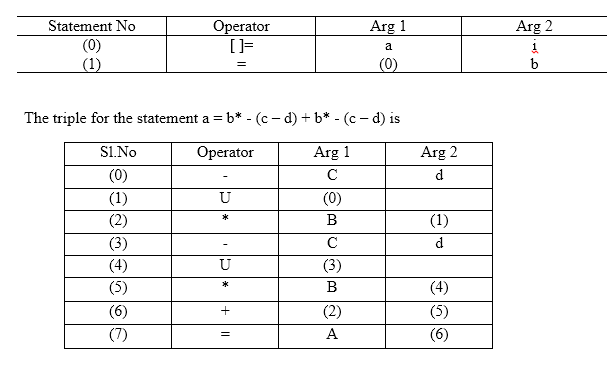 Statement No Operator Arg 1 Arg 2
(0) [ ]= a i
(1) = (0) b
The triple for the statement a = b* - (c – d) + b* - (c – d) is
Sl.No Operator Arg 1 Arg 2
(0) - C d
(1) U (0)
(2) * B (1)
(3) - C d
(4) U (3)
(5) * B (4)
(6) + (2) (5)
(7) = A (6)